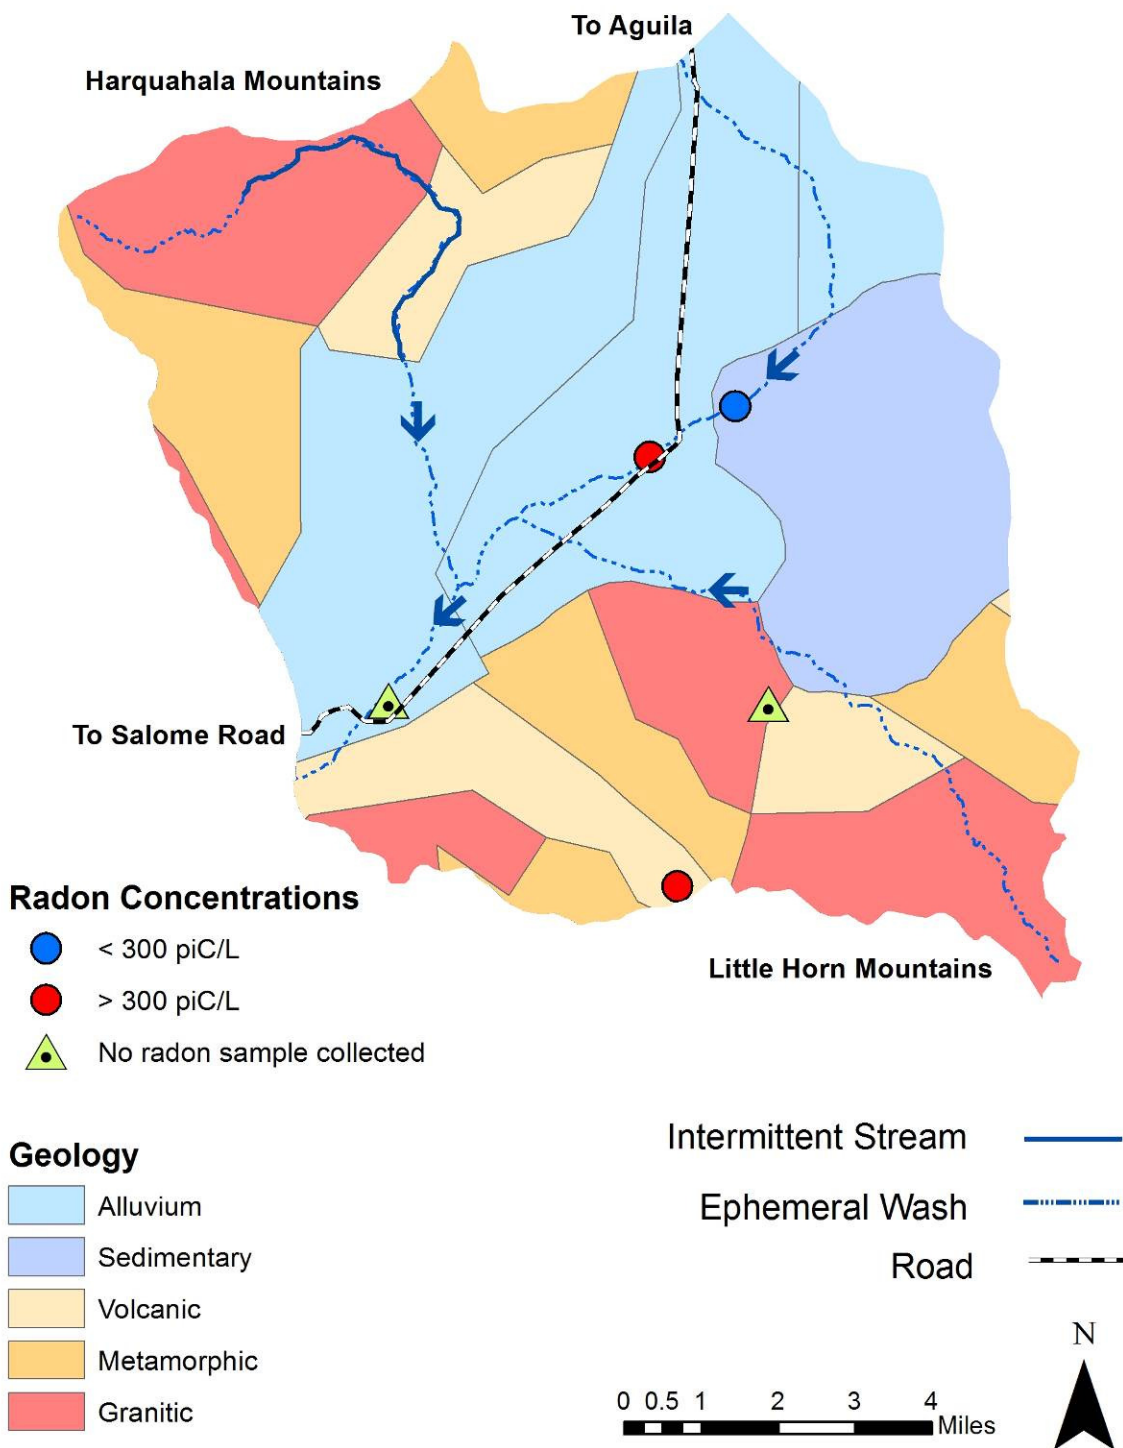 To Aguila
Harquahala Mountains
To Salome Road
Little Horn Mountains
Radon Concentrations
< 300 piC/L
> 300 piC/L
No radon sample collected
Geology
Alluvium
Sedimentary
Volcanic
Metamorphic
Granitic
Intermittent Stream
Ephemeral Wash
Road
N
0 0.5 1 2 3 4
Miles